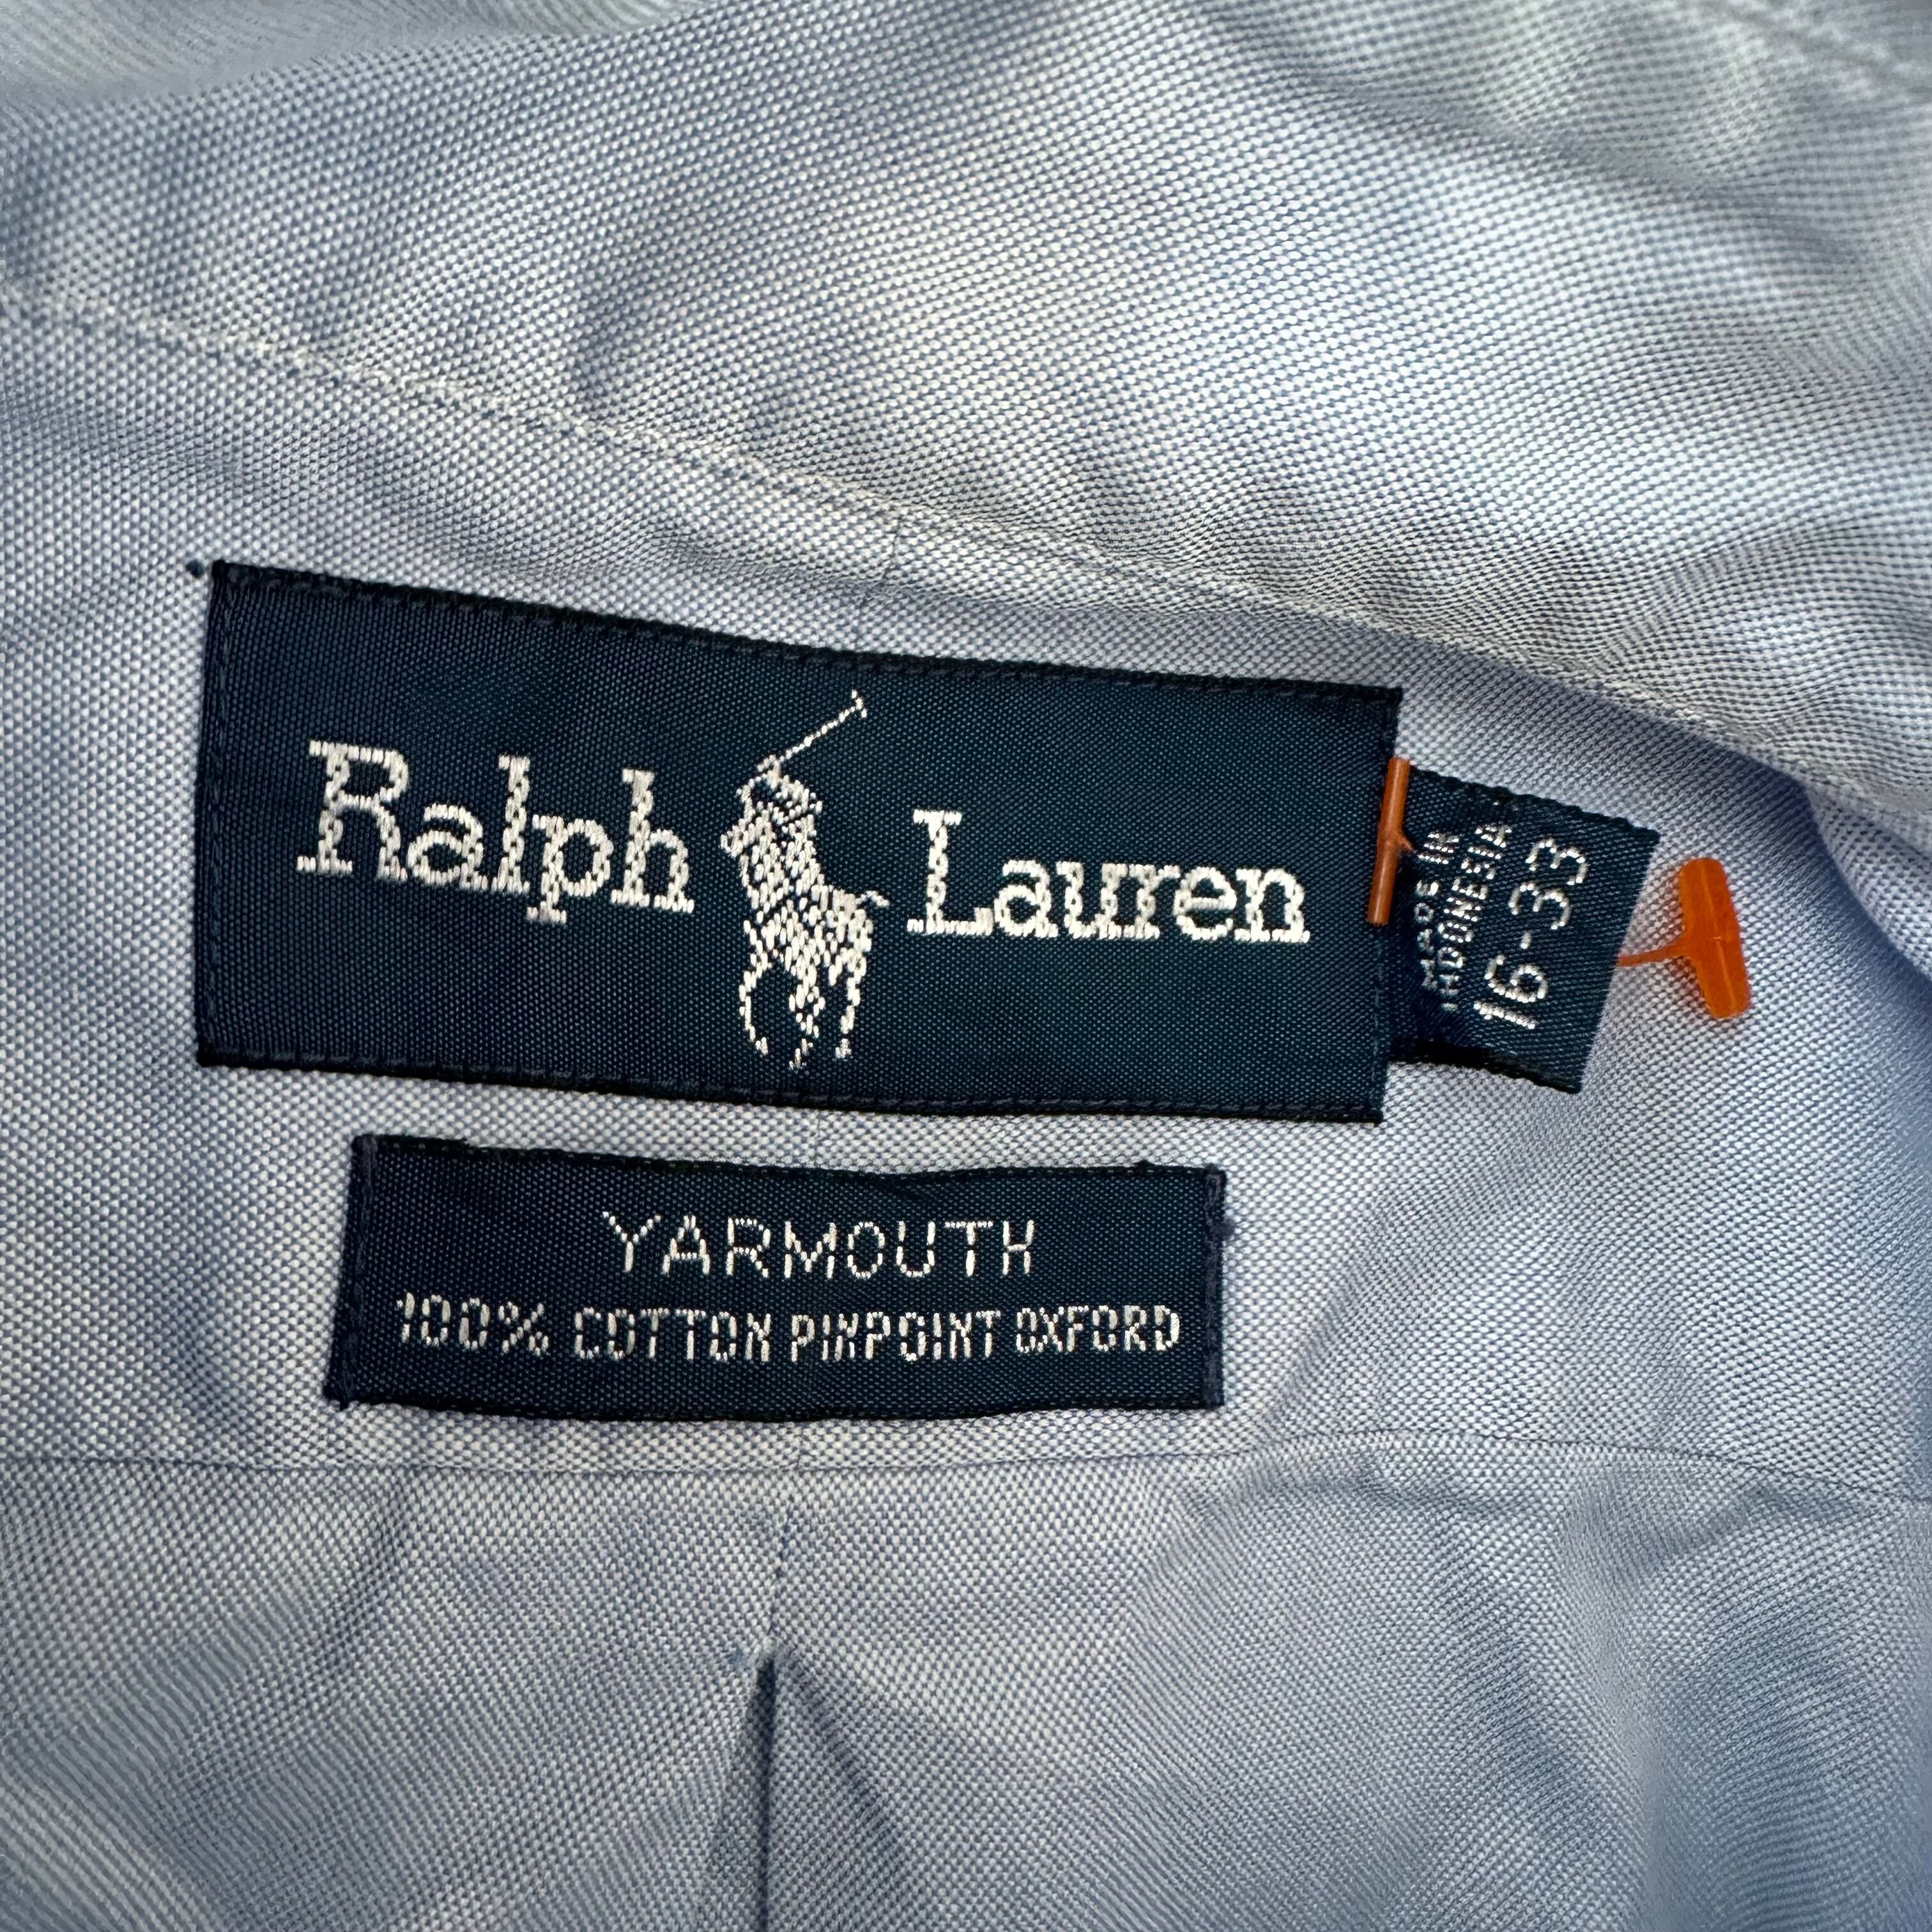 Ralph Lauren
MADE IN
INDONESIA
16-33
YARMOUTH
100% COTTON PINPOINT OXFORD